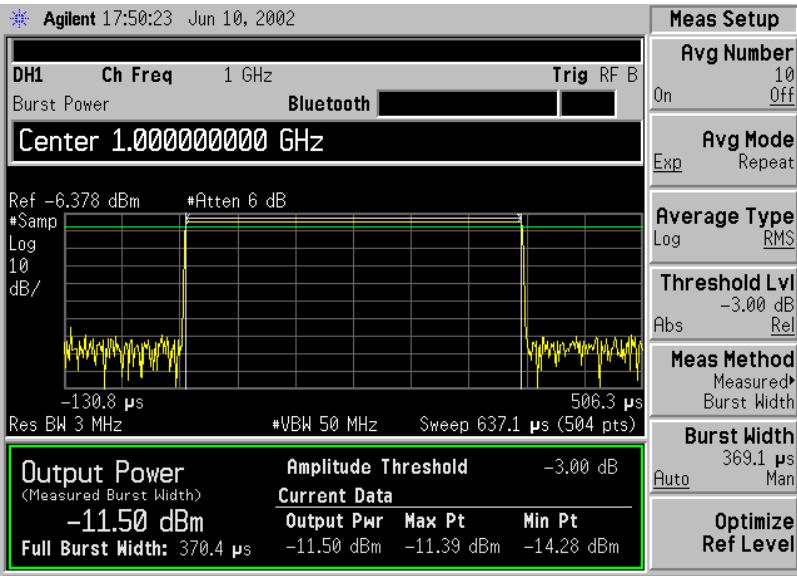 Agilent 17:50:23 Jun 10, 2002
Meas Setup
DH1 Ch Freq 1 GHz Trig RF B
Burst Power Bluetooth
Center 1.000000000 GHz
Ref -6.378 dBm #Atten 6 dB
#Samp
Log
10
dB/
-130.8 µs 506.3 µs
Res BW 3 MHz #VBW 50 MHz Sweep 637.1 µs (504 pts)
Output Power
(Measured Burst Width)
-11.50 dBm
Full Burst Width: 370.4 µs
Amplitude Threshold -3.00 dB
Current Data
Output Pwr Max Pt Min Pt
-11.50 dBm -11.39 dBm -14.28 dBm
Avg Number
10
On Off
Avg Mode
Exp Repeat
Average Type
Log RMS
Threshold Lvl
-3.00 dB
Abs Rel
Meas Method
Measured▸
Burst Width
Burst Width
369.1 µs
Auto Man
Optimize
Ref Level